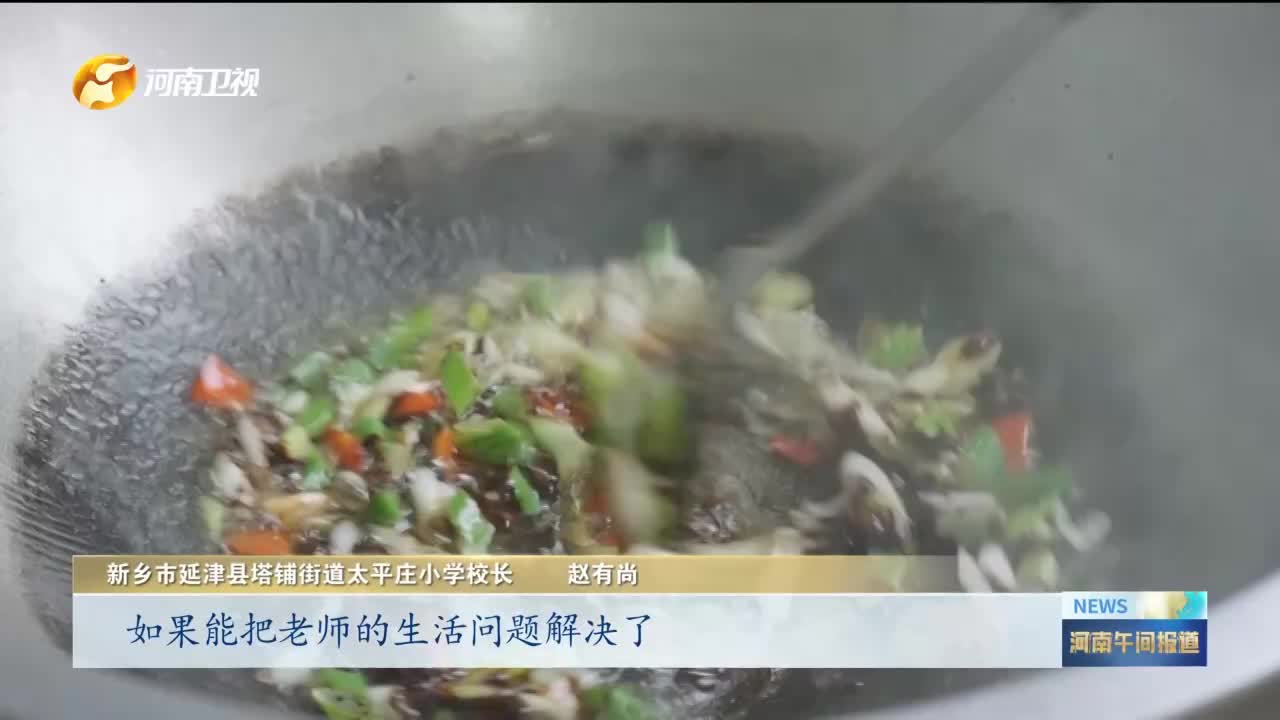 河南卫视
新乡市延津县塔铺街道太平庄小学校长 赵有尚
如果能把老师的生活问题解决了
NEWS
河南午间报道